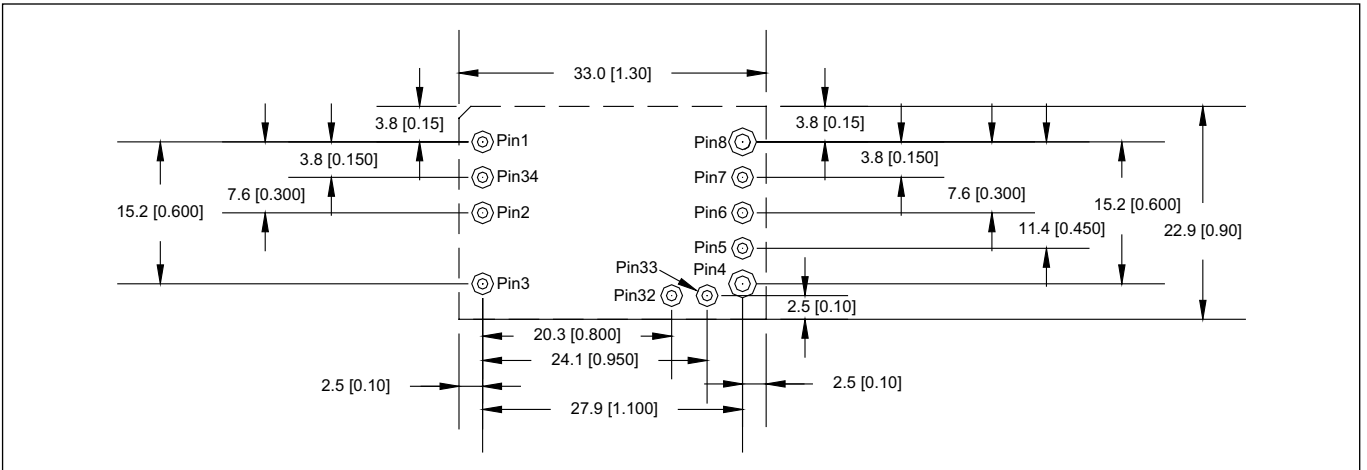 33.0 [1.30]
3.8 [0.15]
3.8 [0.15]
Pin1
Pin8
3.8 [0.150]
3.8 [0.150]
Pin34
Pin7
7.6 [0.300]
7.6 [0.300]
15.2 [0.600]
Pin2
Pin6
15.2 [0.600]
11.4 [0.450]
22.9 [0.90]
Pin5
Pin33
Pin4
Pin3
Pin32
2.5 [0.10]
20.3 [0.800]
24.1 [0.950]
2.5 [0.10]
2.5 [0.10]
27.9 [1.100]